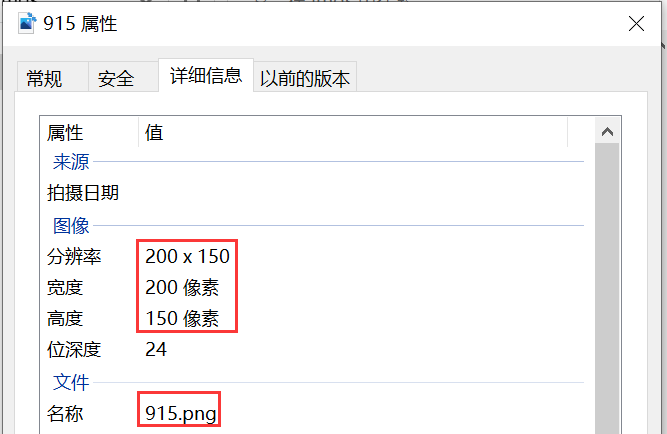 915 属性
常规 安全 详细信息 以前的版本
属性 值
来源
拍摄日期
图像
分辨率 200 x 150
宽度 200 像素
高度 150 像素
位深度 24
文件
名称 915.png